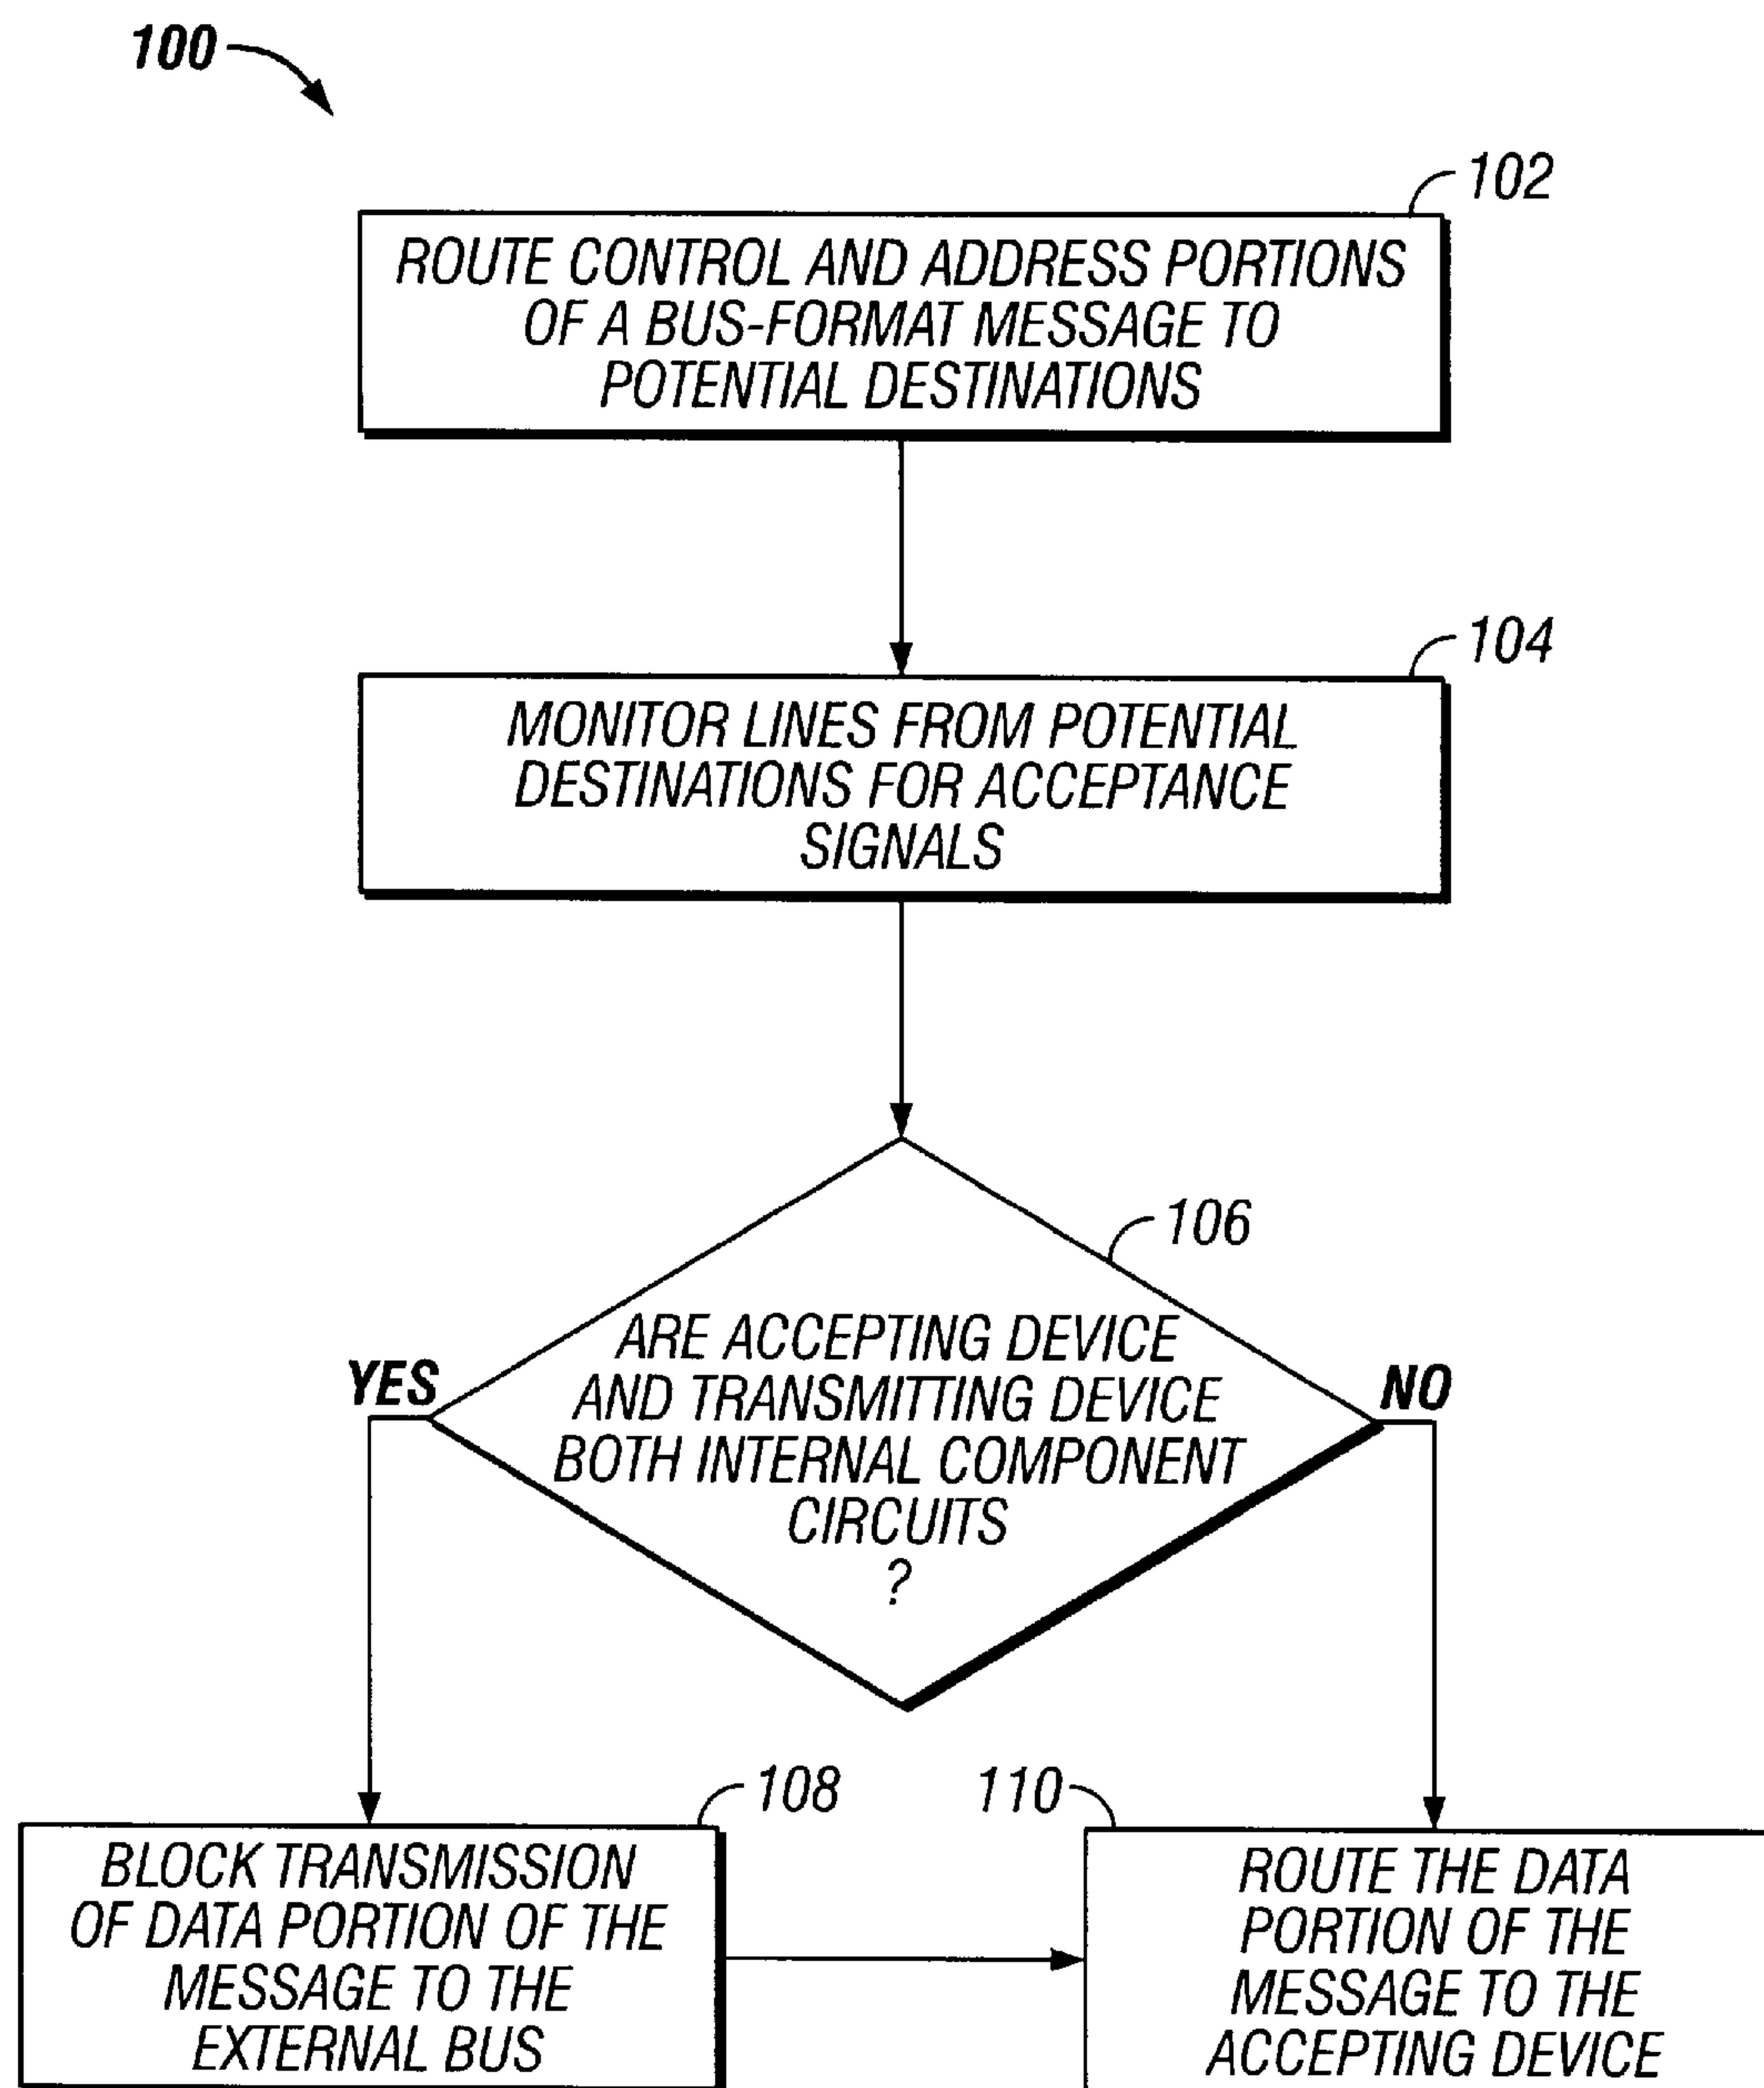 100
102
ROUTE CONTROL AND ADDRESS PORTIONS
OF A BUS-FORMAT MESSAGE TO
POTENTIAL DESTINATIONS
104
MONITOR LINES FROM POTENTIAL
DESTINATIONS FOR ACCEPTANCE
SIGNALS
106
ARE ACCEPTING DEVICE
AND TRANSMITTING DEVICE
BOTH INTERNAL COMPONENT
CIRCUITS
?
YES
NO
108
BLOCK TRANSMISSION
OF DATA PORTION OF THE
MESSAGE TO THE
EXTERNAL BUS
110
ROUTE THE DATA
PORTION OF THE
MESSAGE TO THE
ACCEPTING DEVICE